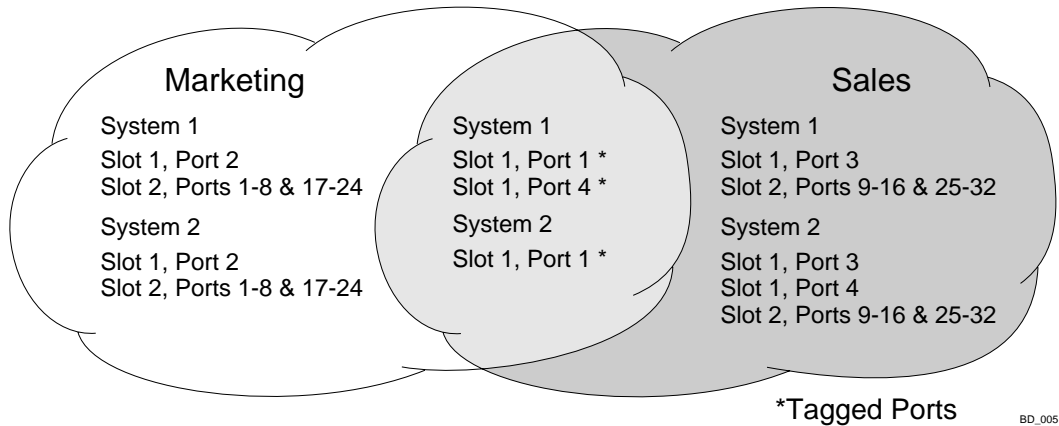 Marketing
System 1
Slot 1, Port 2
Slot 2, Ports 1-8 & 17-24
System 2
Slot 1, Port 2
Slot 2, Ports 1-8 & 17-24
System 1
Slot 1, Port 1 *
Slot 1, Port 4 *
System 2
Slot 1, Port 1 *
Sales
System 1
Slot 1, Port 3
Slot 2, Ports 9-16 & 25-32
System 2
Slot 1, Port 3
Slot 1, Port 4
Slot 2, Ports 9-16 & 25-32
*Tagged Ports
BD_005